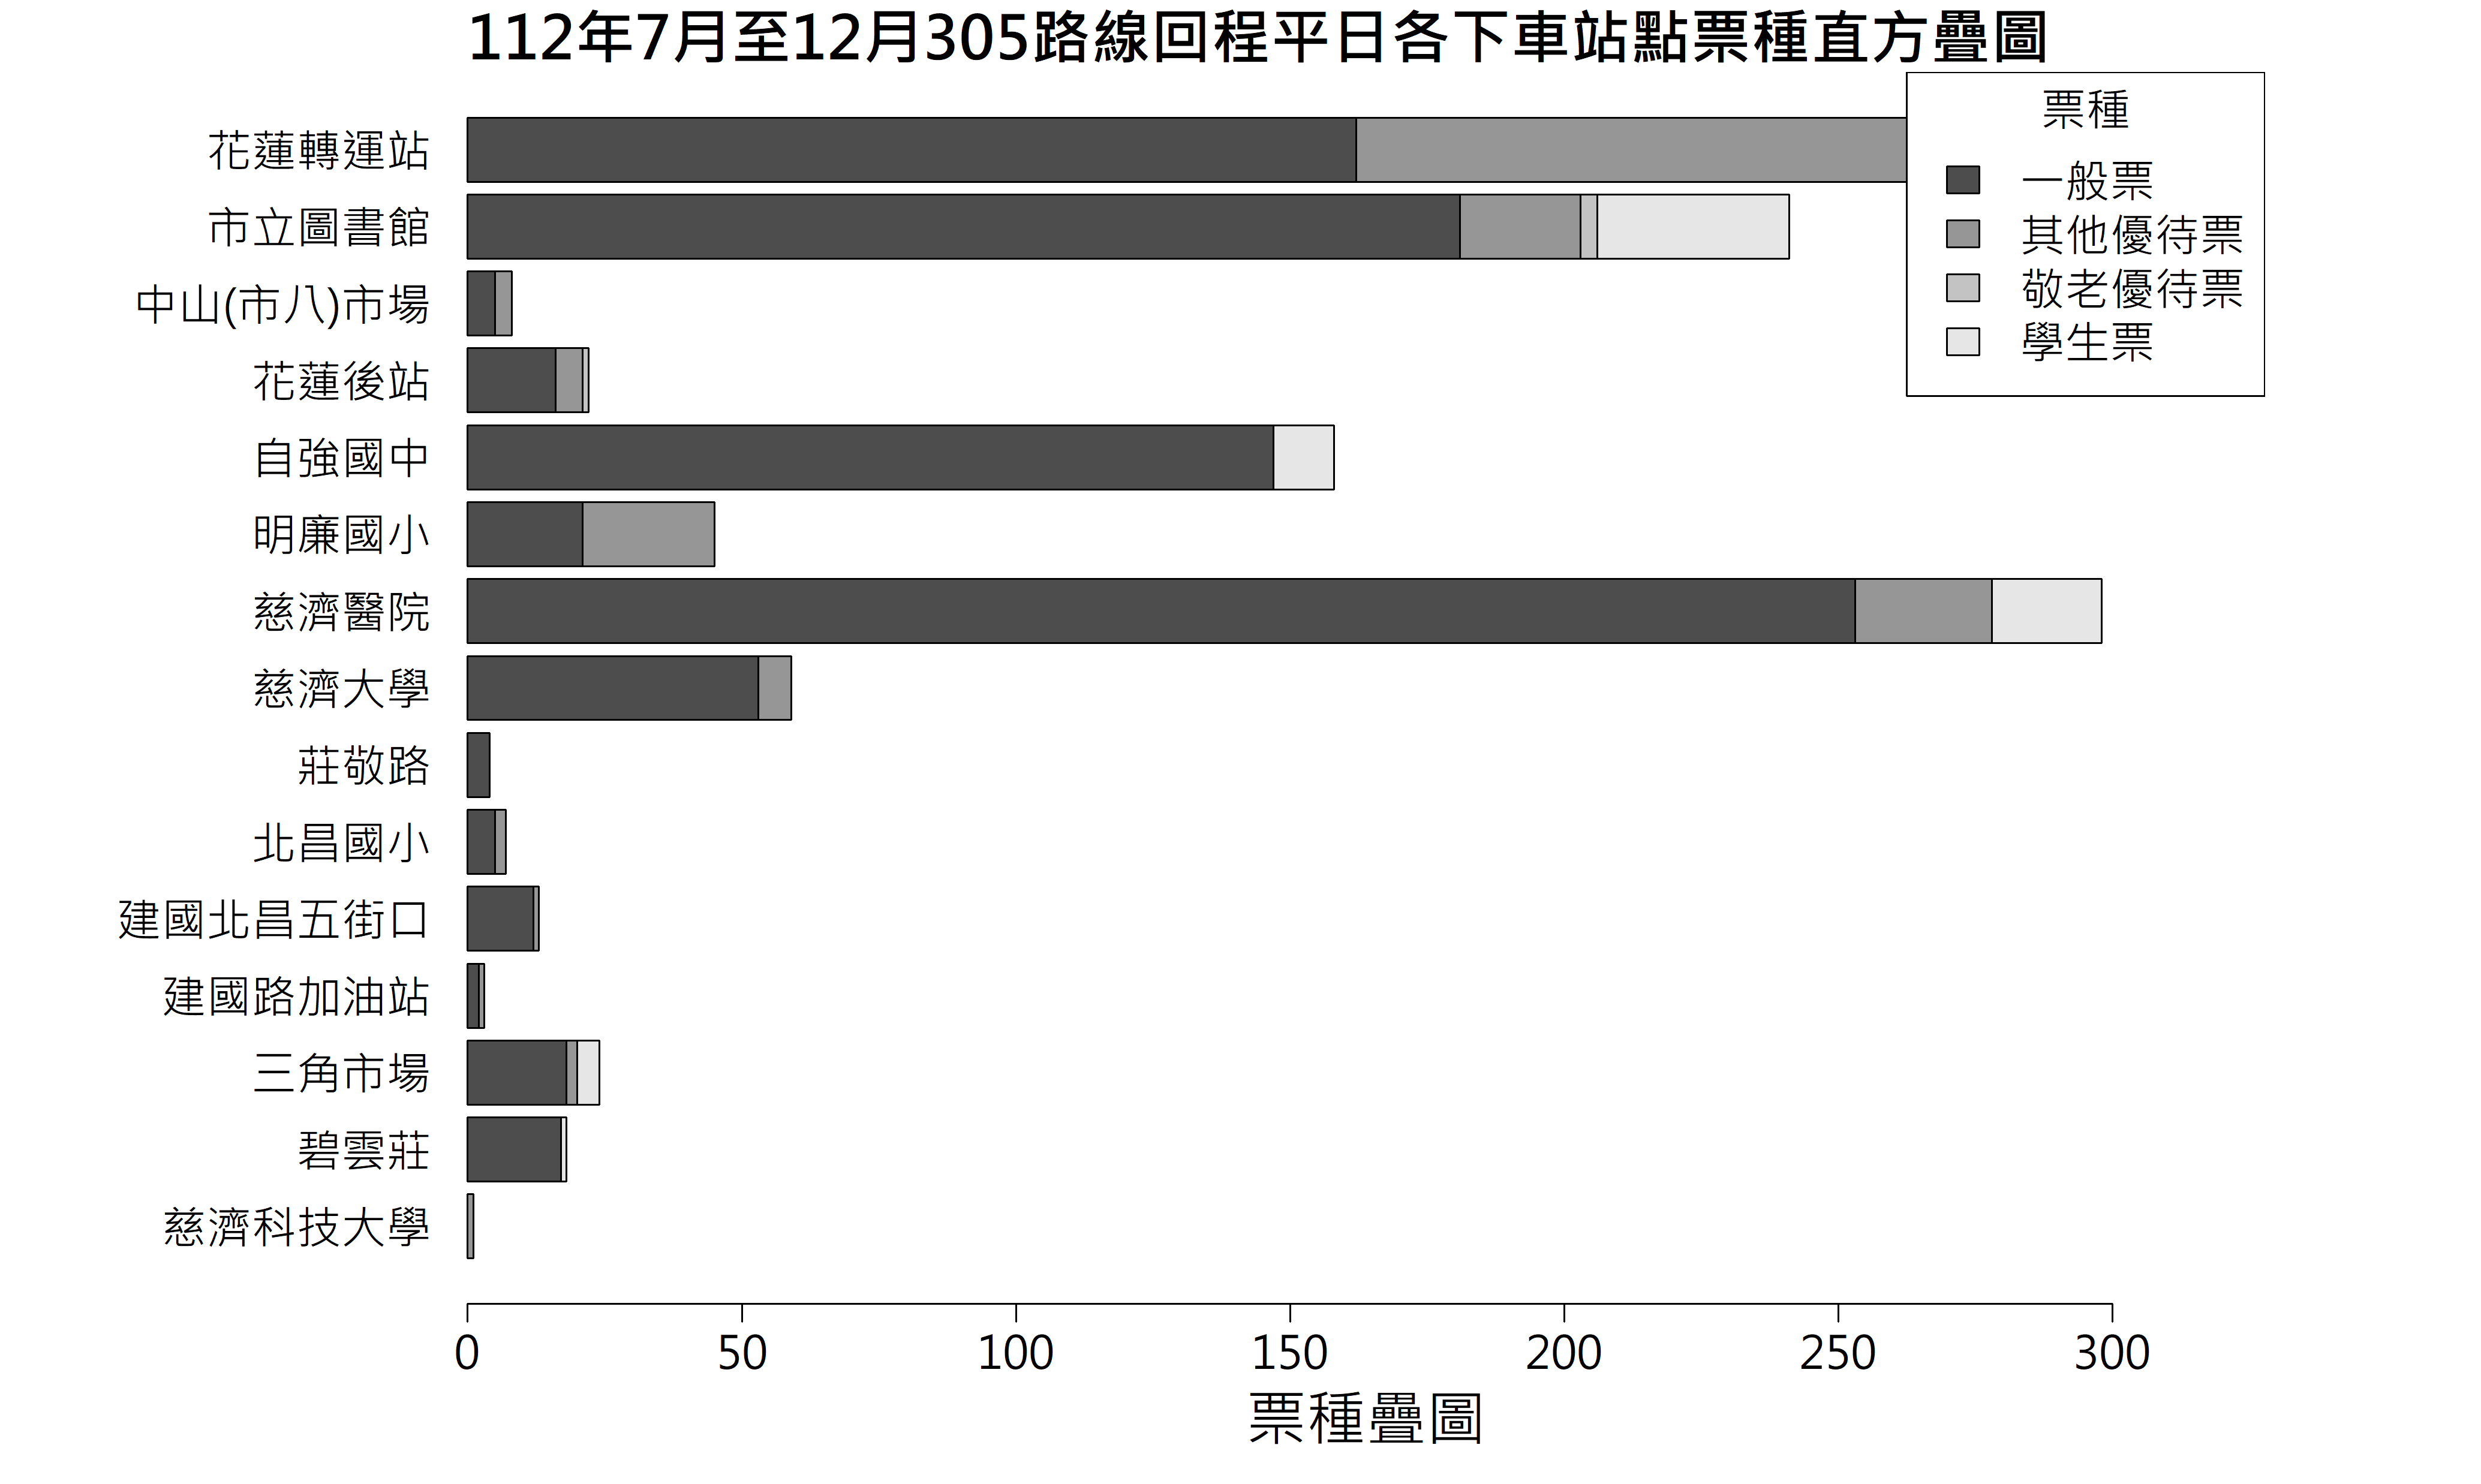 112年7月至12月305路線回程平日各下車站點票種直方疊圖
票種
一般票
其他優待票
敬老優待票
學生票
花蓮轉運站
市立圖書館
中山(市八)市場
花蓮後站
自強國中
明廉國小
慈濟醫院
慈濟大學
莊敬路
北昌國小
建國北昌五街口
建國路加油站
三角市場
碧雲莊
慈濟科技大學
0 50 100 150 200 250 300
票種疊圖